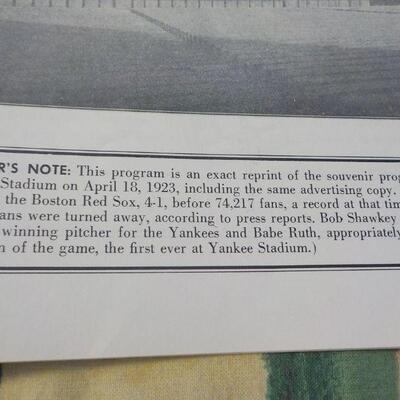 R'S NOTE: This program is an exact reprint of the souvenir prog
Stadium on April 18, 1923, including the same advertising copy.
the Boston Red Sox, 4-1, before 74,217 fans, a record at that tim
ans were turned away, according to press reports. Bob Shawkey
winning pitcher for the Yankees and Babe Ruth, appropriately
n of the game, the first ever at Yankee Stadium.)